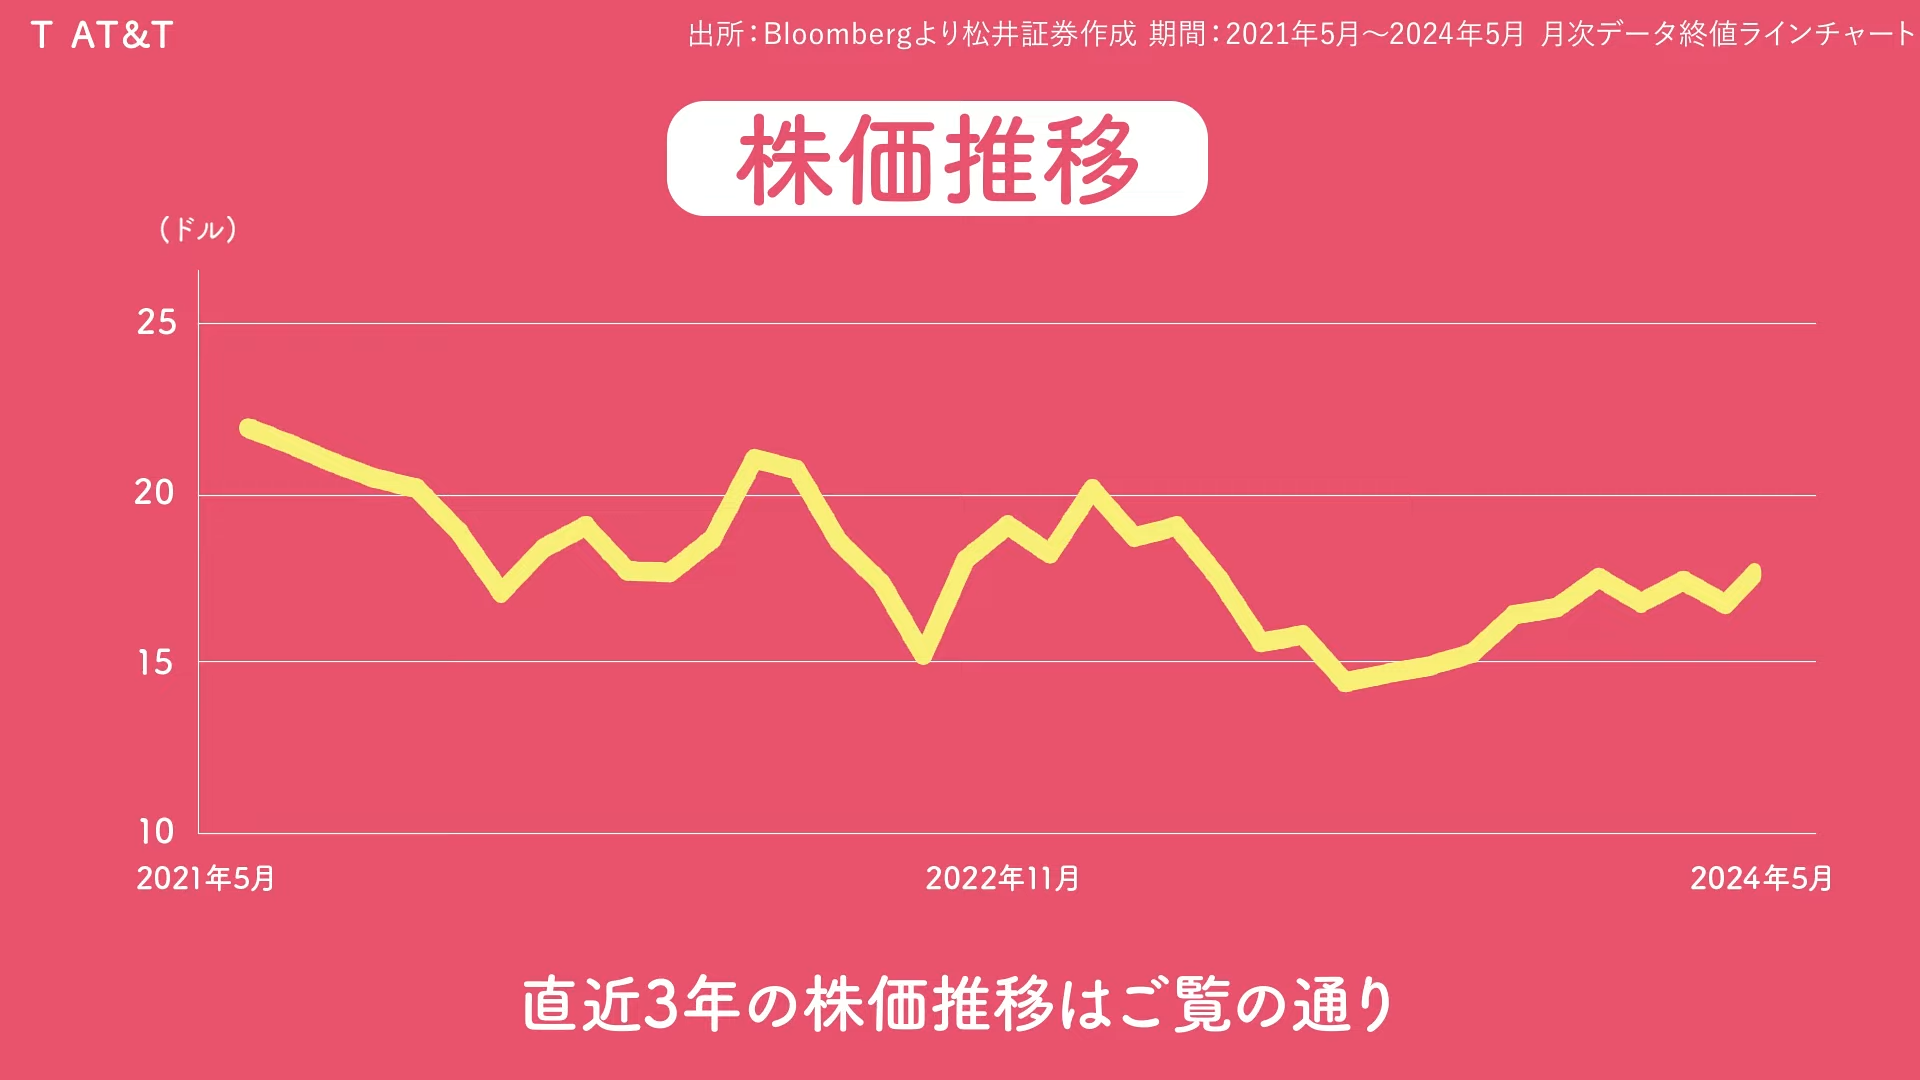 T AT&T
出所：Bloombergより松井証券作成 期間：2021年5月〜2024年5月 月次データ終値ラインチャート
株価推移
（ドル）
25
20
15
10
2021年5月
2022年11月
2024年5月
直近3年の株価推移はご覧の通り